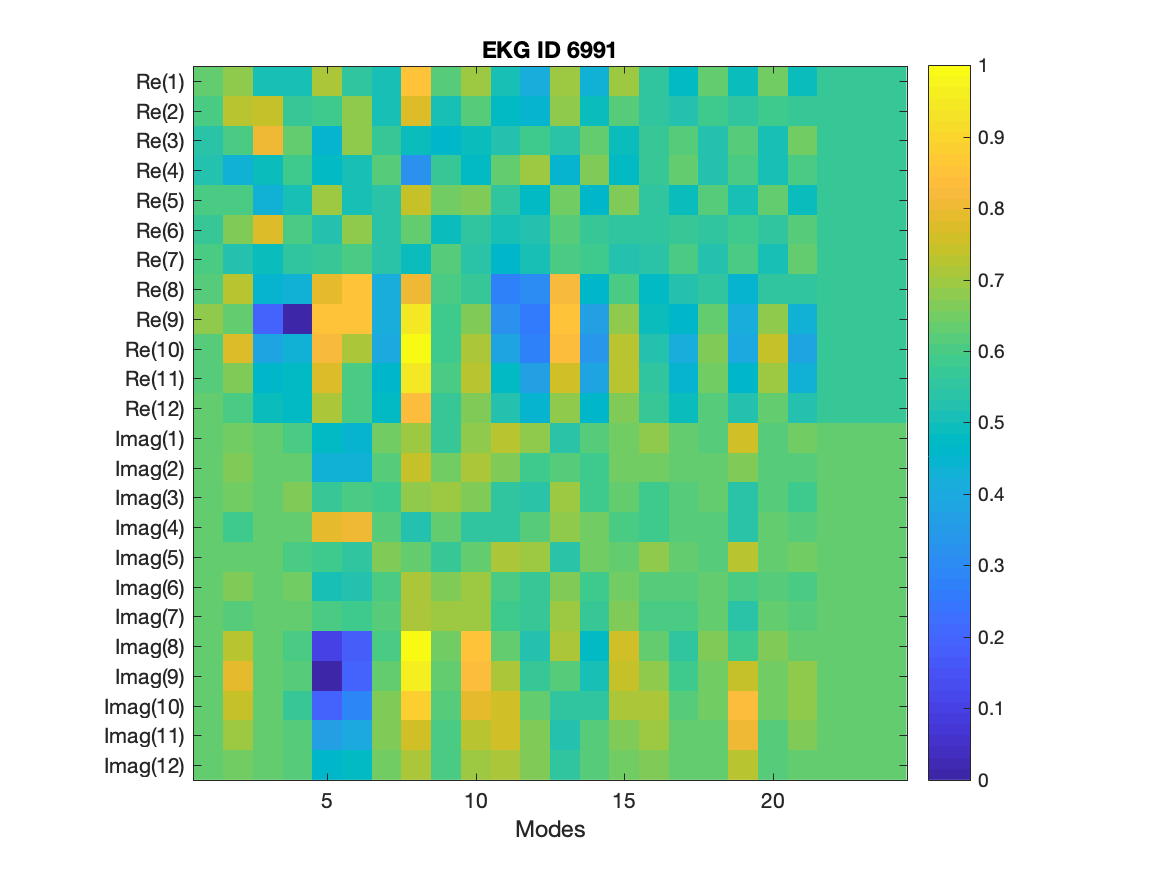 EKG ID 6991
Re(1)
Re(2)
Re(3)
Re(4)
Re(5)
Re(6)
Re(7)
Re(8)
Re(9)
Re(10)
Re(11)
Re(12)
Imag(1)
Imag(2)
Imag(3)
Imag(4)
Imag(5)
Imag(6)
Imag(7)
Imag(8)
Imag(9)
Imag(10)
Imag(11)
Imag(12)
5 10 15 20
Modes
1
0.9
0.8
0.7
0.6
0.5
0.4
0.3
0.2
0.1
0